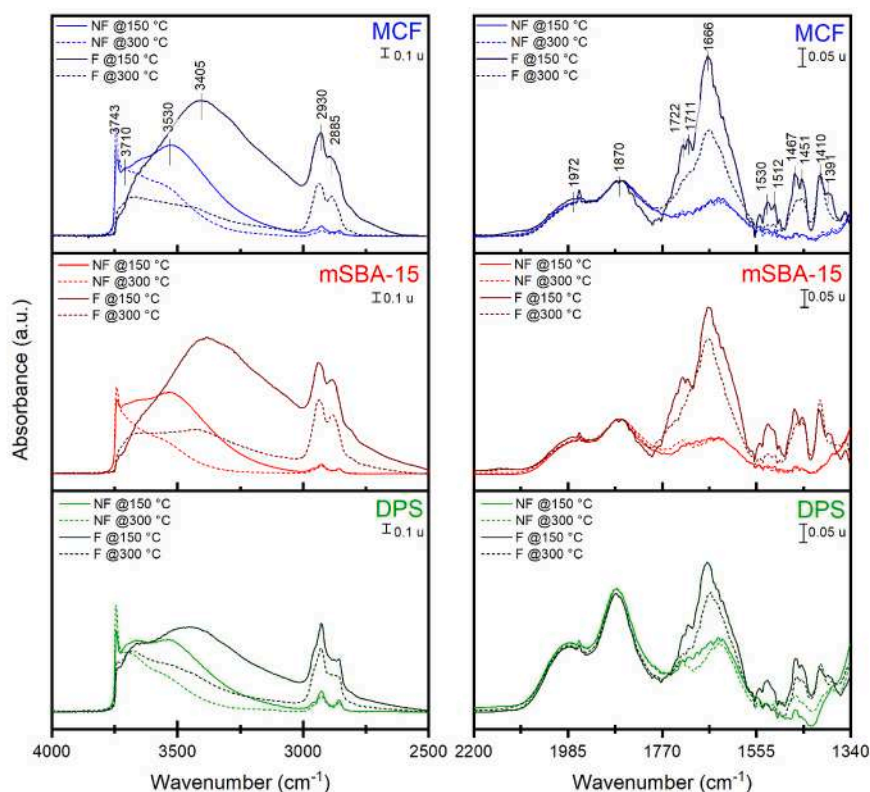 NF @150 °C
NF @300 °C
F @150 °C
F @300 °C
MCF
0.1 u
3743
3710
3530
3405
2930
2885
NF @150 °C
NF @300 °C
F @150 °C
F @300 °C
MCF
0.05 u
1972
1870
1722
1711
1666
1530
1512
1467
1451
1410
1391
NF @150 °C
NF @300 °C
F @150 °C
F @300 °C
mSBA-15
0.1 u
NF @150 °C
NF @300 °C
F @150 °C
F @300 °C
mSBA-15
0.05 u
NF @150 °C
NF @300 °C
F @150 °C
F @300 °C
DPS
0.1 u
NF @150 °C
NF @300 °C
F @150 °C
F @300 °C
DPS
0.05 u
Absorbance (a.u.)
4000 3500 3000 2500
2200 1985 1770 1555 1340
Wavenumber (cm⁻¹)
Wavenumber (cm⁻¹)